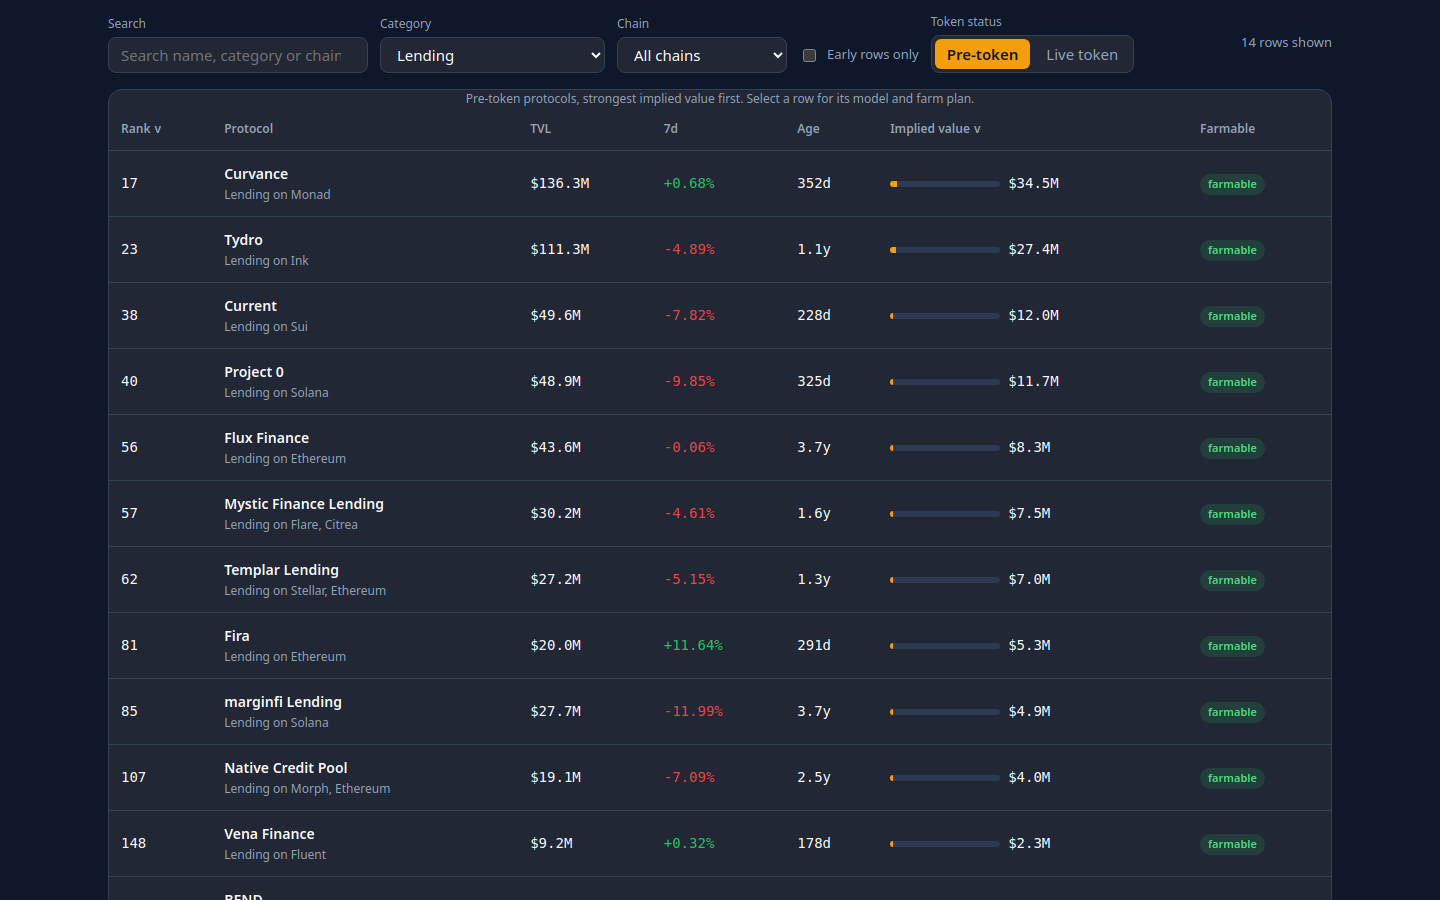 Search
Category
Chain
Token status
Search name, category or chain
Lending
All chains
Early rows only
Pre-token
Live token
14 rows shown
Pre-token protocols, strongest implied value first. Select a row for its model and farm plan.
Rank v Protocol TVL 7d Age Implied value v Farmable
17 Curvance $136.3M +0.68% 352d $34.5M farmable
Lending on Monad
23 Tydro $111.3M -4.89% 1.1y $27.4M farmable
Lending on Ink
38 Current $49.6M -7.82% 228d $12.0M farmable
Lending on Sui
40 Project 0 $48.9M -9.85% 325d $11.7M farmable
Lending on Solana
56 Flux Finance $43.6M -0.06% 3.7y $8.3M farmable
Lending on Ethereum
57 Mystic Finance Lending $30.2M -4.61% 1.6y $7.5M farmable
Lending on Flare, Citrea
62 Templar Lending $27.2M -5.15% 1.3y $7.0M farmable
Lending on Stellar, Ethereum
81 Fira $20.0M +11.64% 291d $5.3M farmable
Lending on Ethereum
85 marginfi Lending $27.7M -11.99% 3.7y $4.9M farmable
Lending on Solana
107 Native Credit Pool $19.1M -7.09% 2.5y $4.0M farmable
Lending on Morph, Ethereum
148 Vena Finance $9.2M +0.32% 178d $2.3M farmable
Lending on Fluent